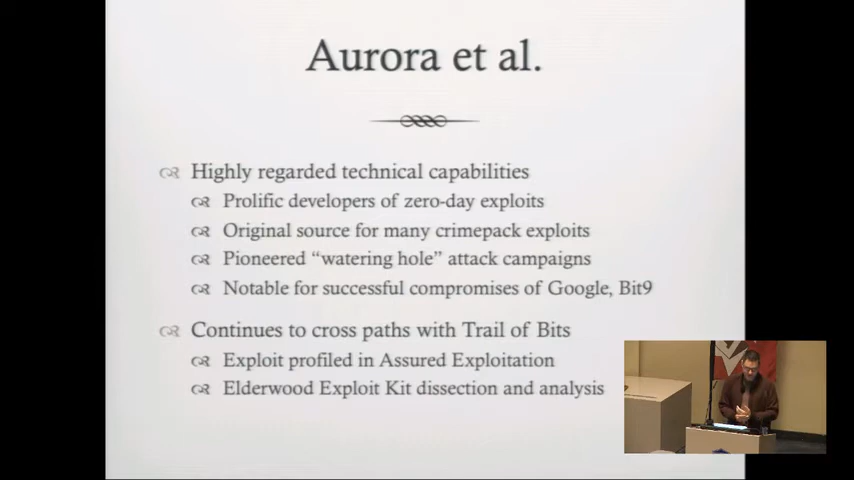 Aurora et al.
Highly regarded technical capabilities
Prolific developers of zero-day exploits
Original source for many crimepack exploits
Pioneered “watering hole” attack campaigns
Notable for successful compromises of Google, Bit9
Continues to cross paths with Trail of Bits
Exploit profiled in Assured Exploitation
Elderwood Exploit Kit dissection and analysis